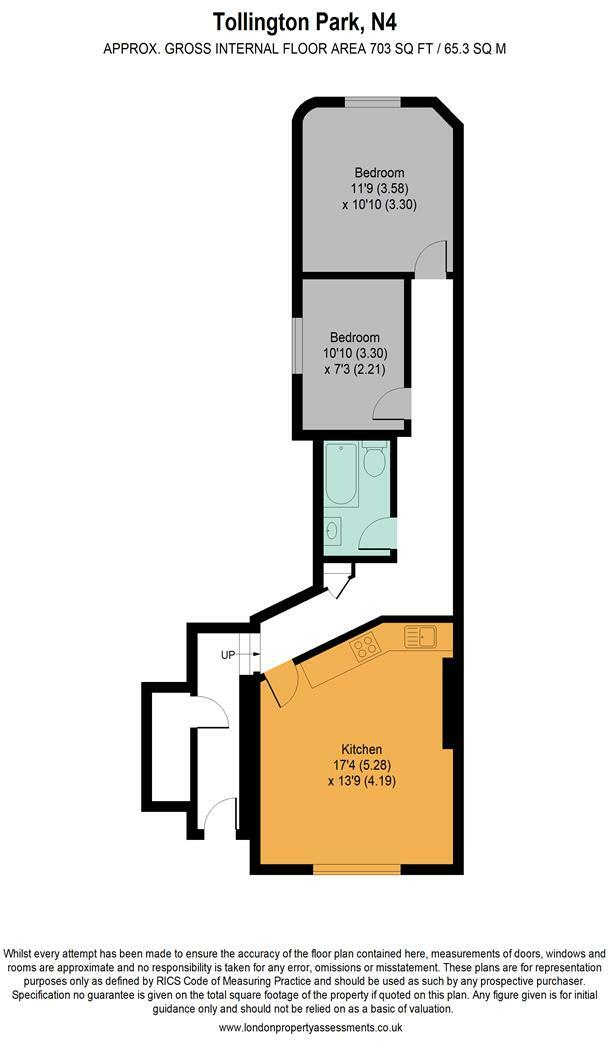 Tollington Park, N4
APPROX. GROSS INTERNAL FLOOR AREA 703 SQ FT / 65.3 SQ M
Bedroom
11'9 (3.58)
x 10'10 (3.30)
Bedroom
10'10 (3.30)
x 7'3 (2.21)
UP
Kitchen
17'4 (5.28)
x 13'9 (4.19)
Whilst every attempt has been made to ensure the accuracy of the floor plan contained here, measurements of doors, windows and
rooms are approximate and no responsibility is taken for any error, omissions or misstatement. These plans are for representation
purposes only as defined by RICS Code of Measuring Practice and should be used as such by any prospective purchaser.
Specification no guarantee is given on the total square footage of the property if quoted on this plan. Any figure given is for initial
guidance only and should not be relied on as a basic of valuation.
www.londonpropertyassessments.co.uk